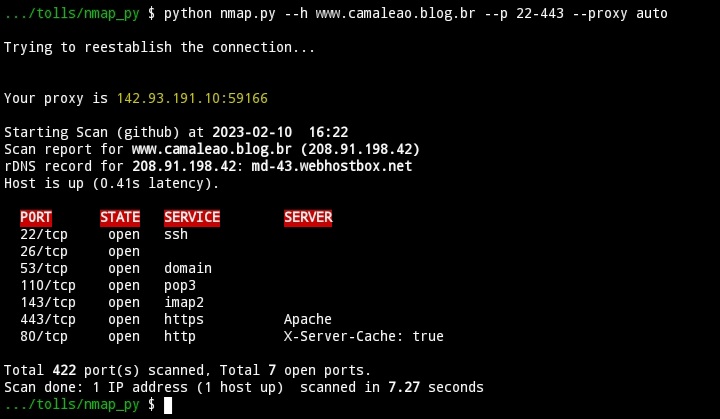 .../tolls/nmap_py $ python nmap.py --h www.camaleao.blog.br --p 22-443 --proxy auto
Trying to reestablish the connection...
Your proxy is 142.93.191.10:59166
Starting Scan (github) at 2023-02-10  16:22
Scan report for www.camaleao.blog.br (208.91.198.42)
rDNS record for 208.91.198.42: md-43.webhostbox.net
Host is up (0.41s latency).
PORT STATE SERVICE SERVER
22/tcp open ssh
26/tcp open
53/tcp open domain
110/tcp open pop3
143/tcp open imap2
443/tcp open https Apache
80/tcp open http X-Server-Cache: true
Total 422 port(s) scanned, Total 7 open ports.
Scan done: 1 IP address (1 host up)  scanned in 7.27 seconds
.../tolls/nmap_py $